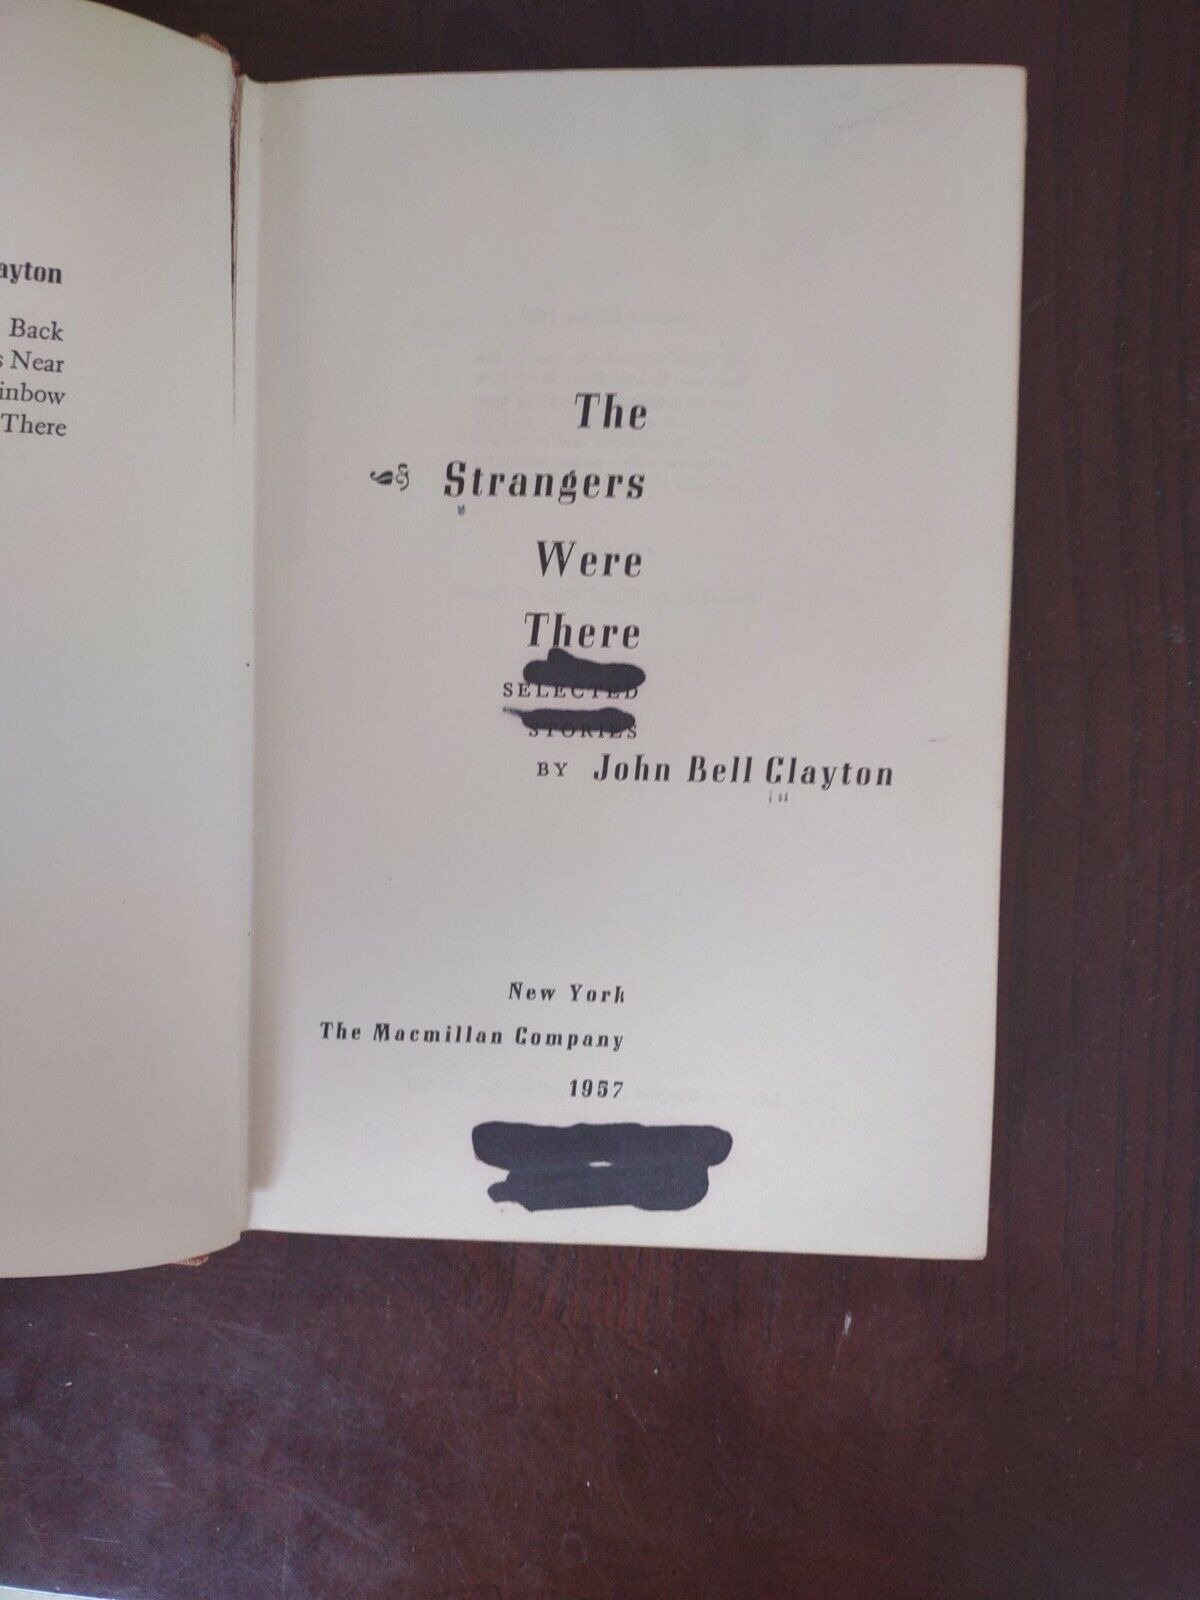 ayton
Back
s Near
inbow
There
The
Strangers
Were
There
SELECTED
STORIES
BY John Bell Clayton
New York
The Macmillan Company
1957